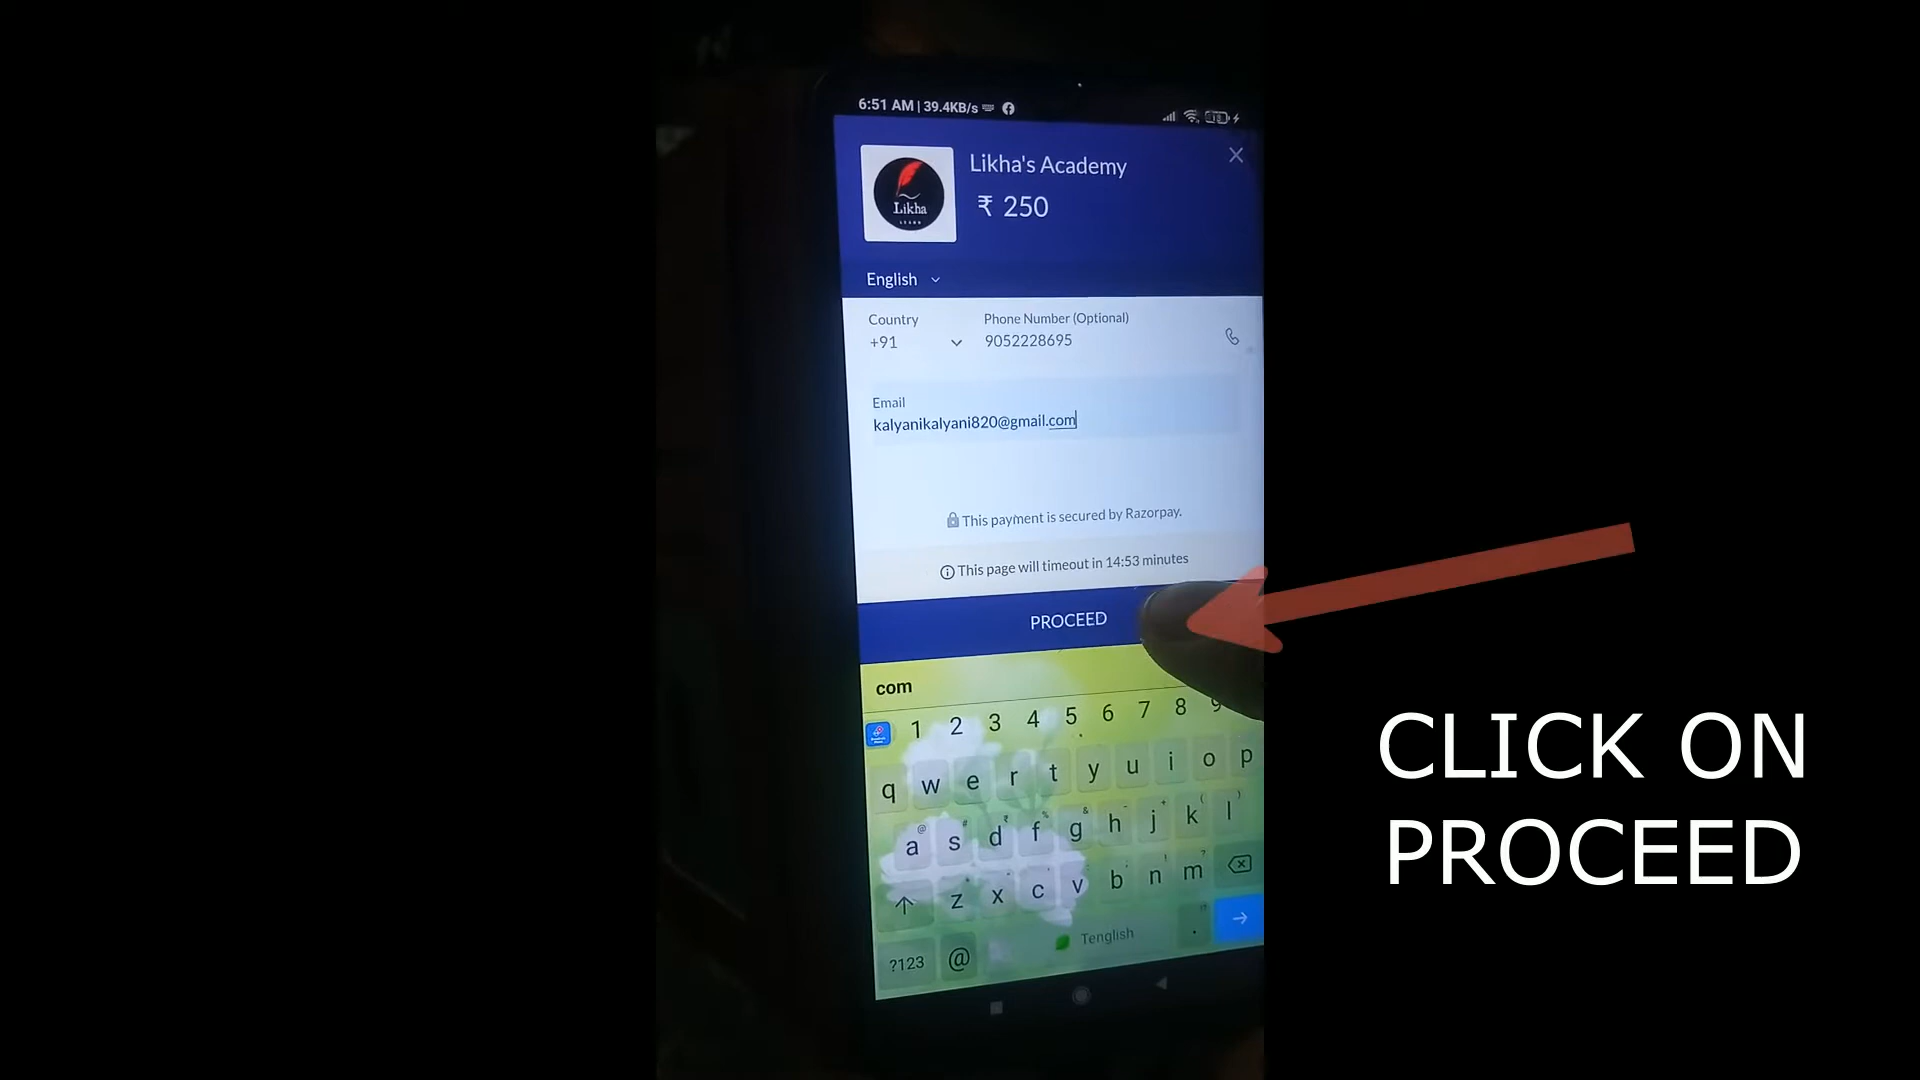 6:51 AM | 39.4KB/s
Likha's Academy
₹ 250
Likha
LEARN
English
Country
Phone Number (Optional)
+91
9052228695
Email
kalyanikalyani820@gmail.com
This payment is secured by Razorpay.
This page will timeout in 14:53 minutes
PROCEED
com
1 2 3 4 5 6 7 8 9
q w e r t y u i o p
a s d f g h j k l
z x c v b n m
?123 @ Tenglish .
CLICK ON
PROCEED